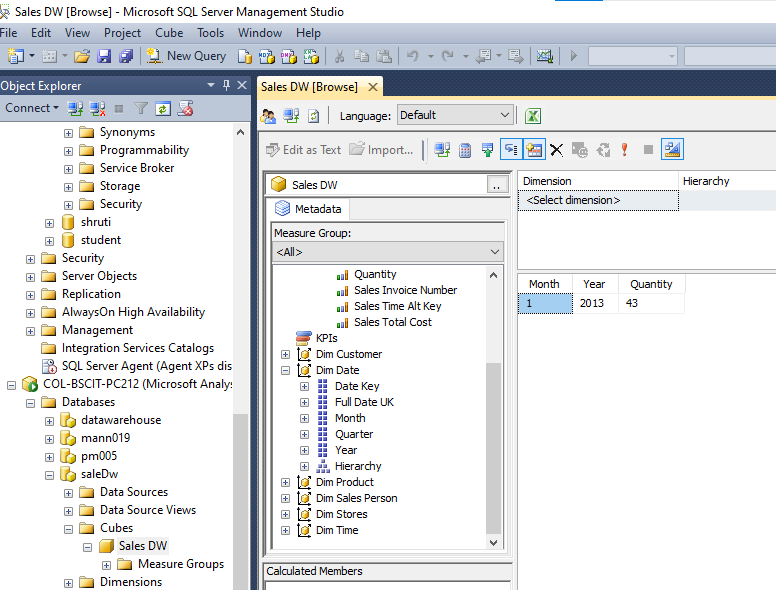 Sales DW [Browse] - Microsoft SQL Server Management Studio
File Edit View Project Cube Tools Window Help
New Query
Object Explorer
Connect
Synonyms
Programmability
Service Broker
Storage
Security
shruti
student
Security
Server Objects
Replication
AlwaysOn High Availability
Management
Integration Services Catalogs
SQL Server Agent (Agent XPs dis
COL-BSCIT-PC212 (Microsoft Analys
Databases
datawarehouse
mann019
pm005
saleDw
Data Sources
Data Source Views
Cubes
Sales DW
Measure Groups
Dimensions
Sales DW [Browse]
Language: Default
Edit as Text Import...
Sales DW
..
Metadata
Measure Group:
<All>
Quantity
Sales Invoice Number
Sales Time Alt Key
Sales Total Cost
KPIs
Dim Customer
Dim Date
Date Key
Full Date UK
Month
Quarter
Year
Hierarchy
Dim Product
Dim Sales Person
Dim Stores
Dim Time
Calculated Members
Dimension Hierarchy
<Select dimension>
Month Year Quantity
1 2013 43